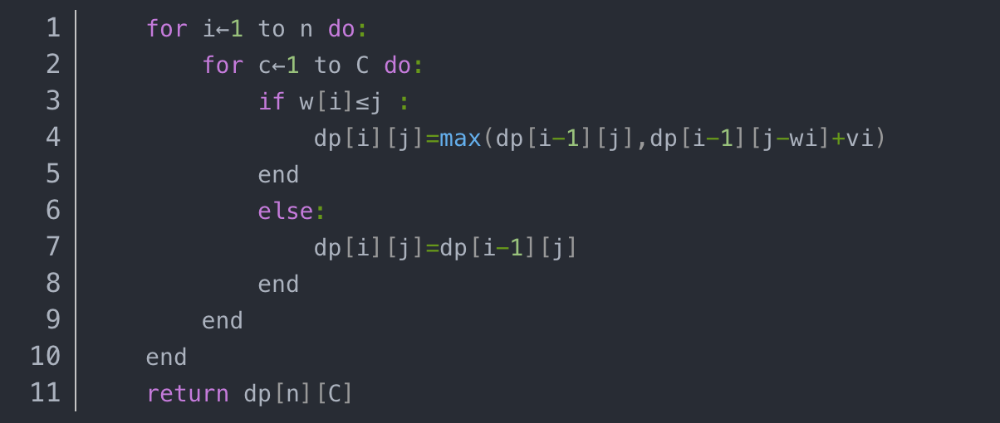 1 for i←1 to n do:
2 for c←1 to C do:
3 if w[i]≤j :
4 dp[i][j]=max(dp[i-1][j],dp[i-1][j-wi]+vi)
5 end
6 else:
7 dp[i][j]=dp[i-1][j]
8 end
9 end
10 end
11 return dp[n][C]